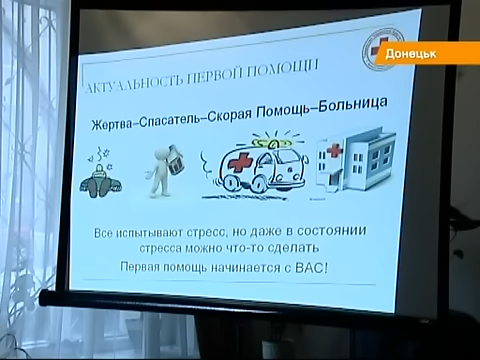 Донецьк
АКТУАЛЬНОСТЬ ПЕРВОЙ ПОМОЩИ
Жертва–Спасатель–Скорая Помощь–Больница
Все испытывают стресс, но даже в состоянии
стресса можно что-то сделать
Первая помощь начинается с ВАС!